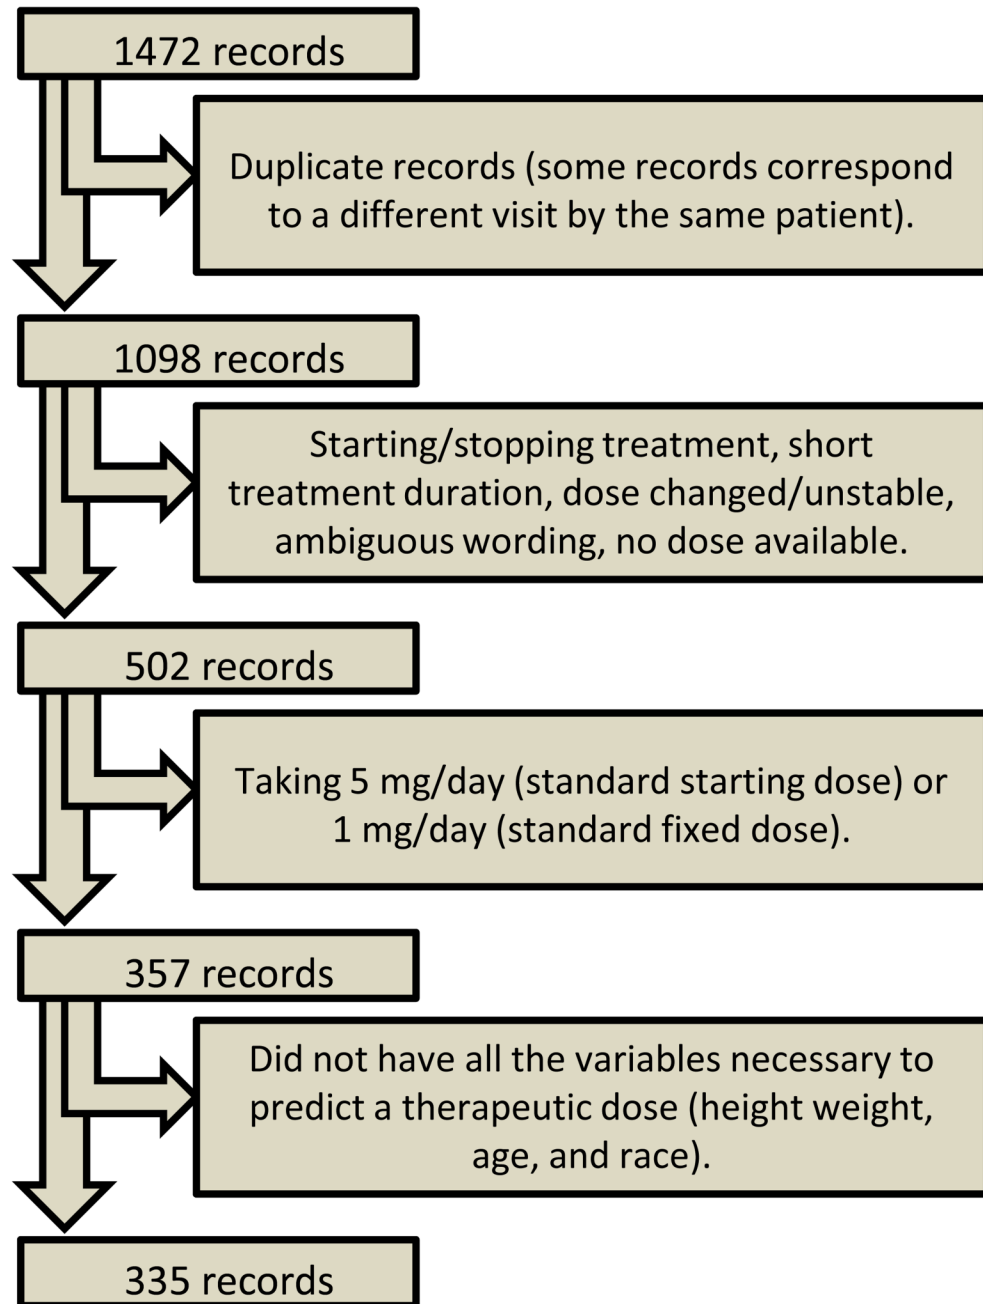 1472 records
Duplicate records (some records correspond
to a different visit by the same patient).
1098 records
Starting/stopping treatment, short
treatment duration, dose changed/unstable,
ambiguous wording, no dose available.
502 records
Taking 5 mg/day (standard starting dose) or
1 mg/day (standard fixed dose).
357 records
Did not have all the variables necessary to
predict a therapeutic dose (height weight,
age, and race).
335 records